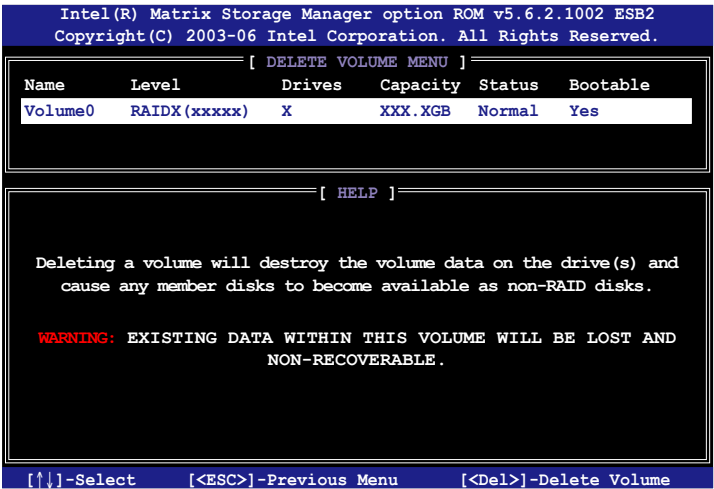 Intel(R) Matrix Storage Manager option ROM v5.6.2.1002 ESB2
Copyright(C) 2003-06 Intel Corporation. All Rights Reserved.
[ DELETE VOLUME MENU ]
Name Level Drives Capacity Status Bootable
Volume0 RAIDX(xxxxx) X XXX.XGB Normal Yes
[ HELP ]
Deleting a volume will destroy the volume data on the drive(s) and
cause any member disks to become available as non-RAID disks.
WARNING: EXISTING DATA WITHIN THIS VOLUME WILL BE LOST AND
NON-RECOVERABLE.
[↑↓]-Select [<ESC>]-Previous Menu [<Del>]-Delete Volume